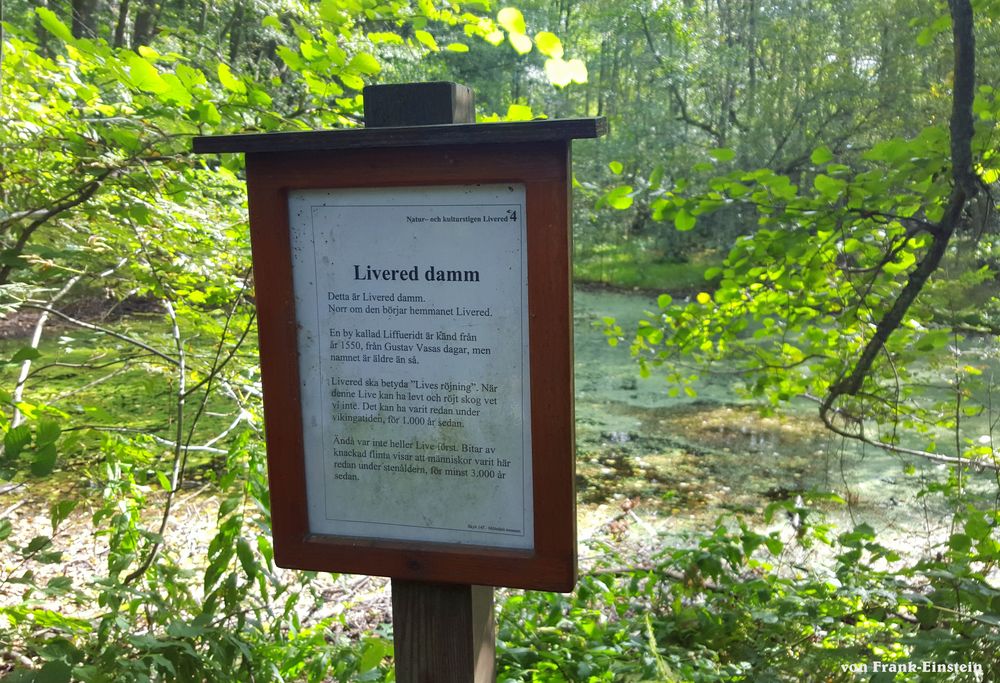 Natur– och kulturstigen Livered 4
Livered damm
Detta är Livered damm.
Norr om den börjar hemmanet Livered.
En by kallad Liffueridt är känd från
år 1550, från Gustav Vasas dagar, men
namnet är äldre än så.
Livered ska betyda ”Lives röjning”. När
denne Live kan ha levt och röjt skog vet
vi inte. Det kan ha varit redan under
vikingatiden, för 1.000 år sedan.
Ändå var inte heller Live först. Bitar av
knackad flinta visar att människor varit här
redan under stenåldern, för minst 3,000 år
sedan.
von Frank-Einstein